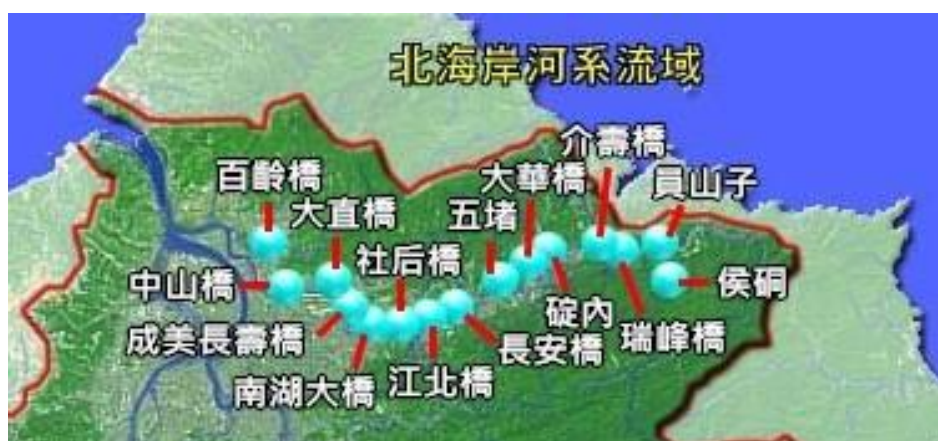 北海岸河系流域
介壽橋
百齡橋
大華橋
員山子
大直橋
五堵
社后橋
中山橋
侯硐
碇內
成美長壽橋
長安橋
瑞峰橋
南湖大橋
江北橋